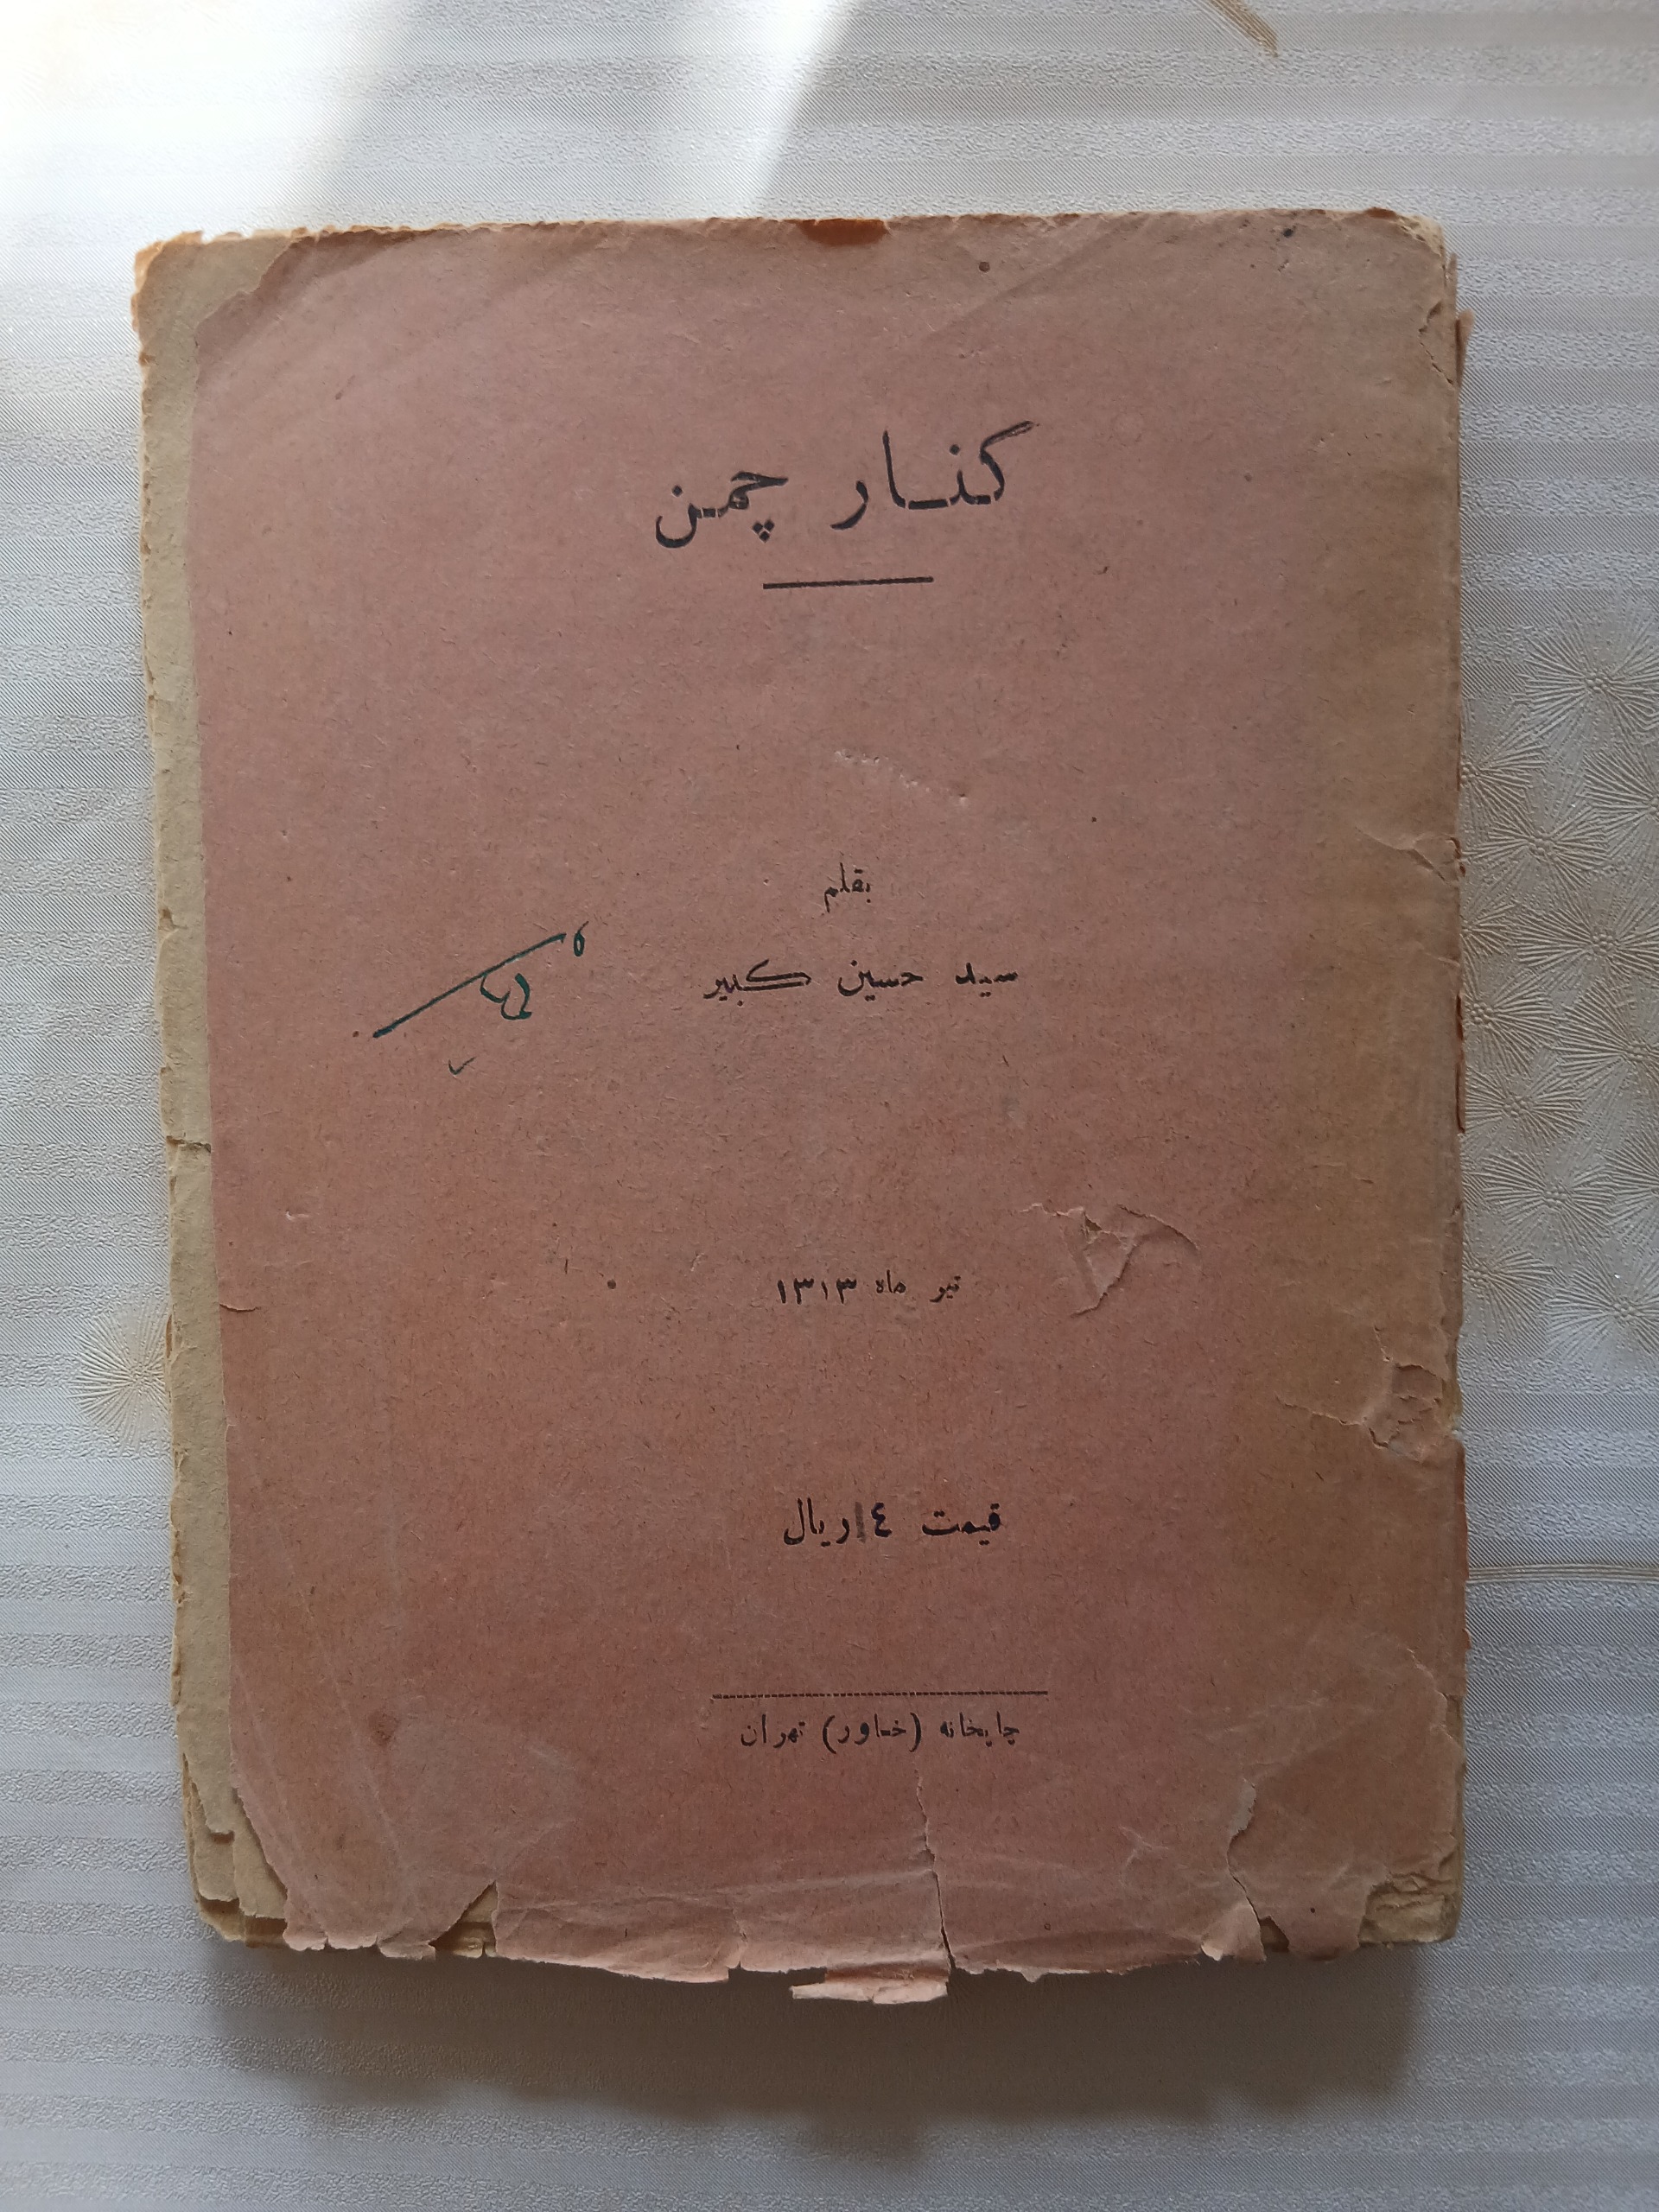 کنار چمن
بقلم
سید حسین کبیر
تیر ماه ۱۳۱۳
قیمت ٤ ریال
چاپخانه (خاور) تهران